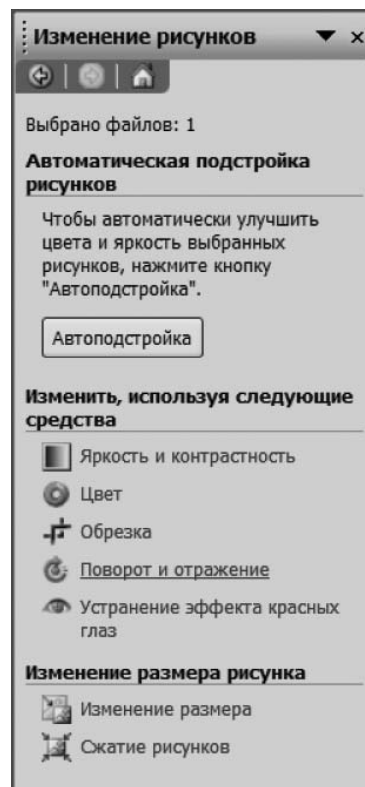 Изменение рисунков
Выбрано файлов: 1
Автоматическая подстройка
рисунков
Чтобы автоматически улучшить
цвета и яркость выбранных
рисунков, нажмите кнопку
"Автоподстройка".
Автоподстройка
Изменить, используя следующие
средства
Яркость и контрастность
Цвет
Обрезка
Поворот и отражение
Устранение эффекта красных
глаз
Изменение размера рисунка
Изменение размера
Сжатие рисунков